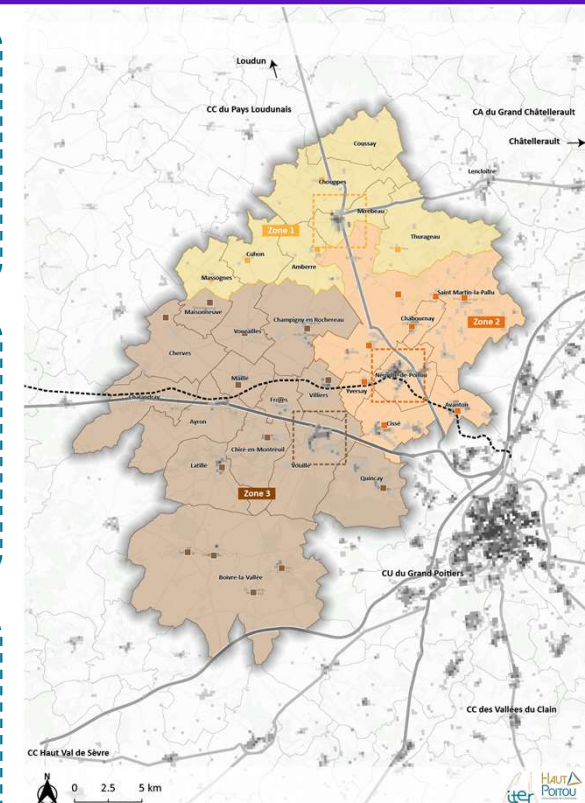 Loudun
CC du Pays Loudunais
CA du Grand Châtellerault
Châtellerault
Coussay
Lencloître
Chouppes
Mirebeau
Zone 1
Thurageau
Cuhon
Amberre
Massognes
Saint Martin-la-Pallu
Maisonneuve
Champigny en Rochereau
Chabournay
Zone 2
Vouzailles
Cherves
Neuville-de-Poitou
Maillé
Yversay
Villiers
Chalandray
Frozes
Avanton
Ayron
Cissé
Chiré-en-Montreuil
Latillé
Vouillé
Quinçay
Zone 3
CU du Grand Poitiers
Boivre-la-Vallée
CC des Vallées du Clain
CC Haut Val de Sèvre
N
0 2.5 5 km
iter
HAUT
POITOU